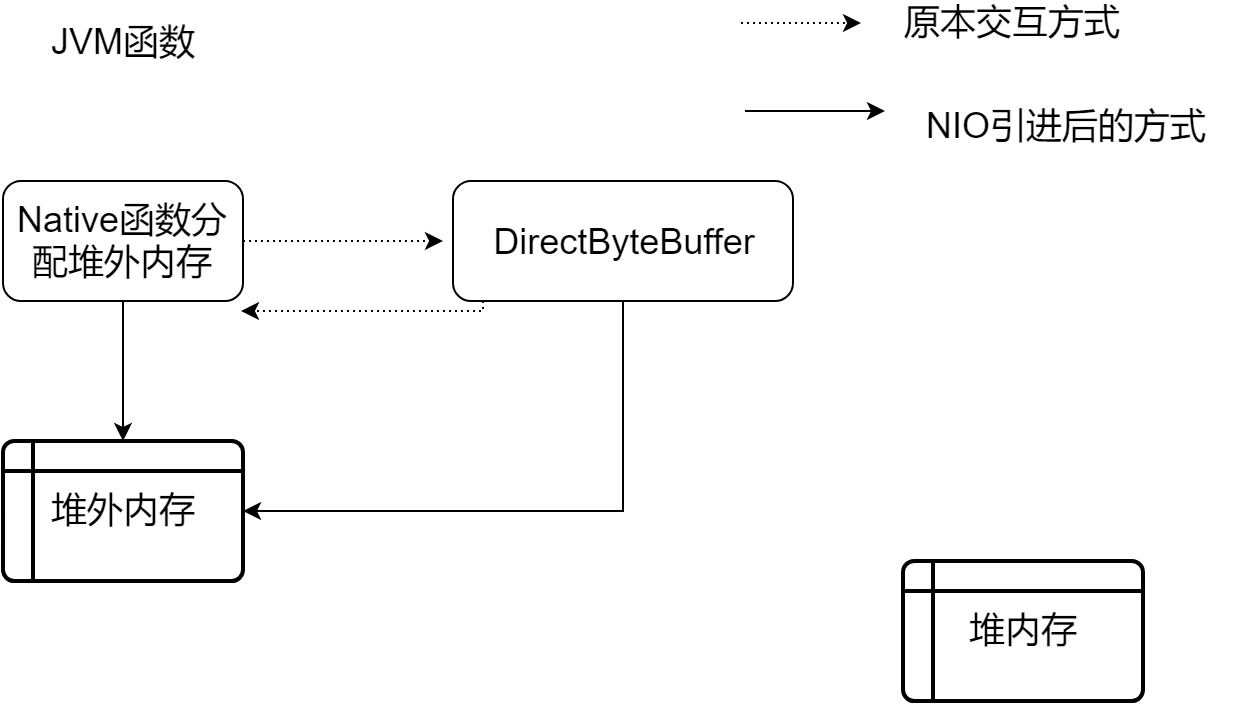 JVM函数
原本交互方式
NIO引进后的方式
Native函数分
配堆外内存
DirectByteBuffer
堆外内存
堆内存